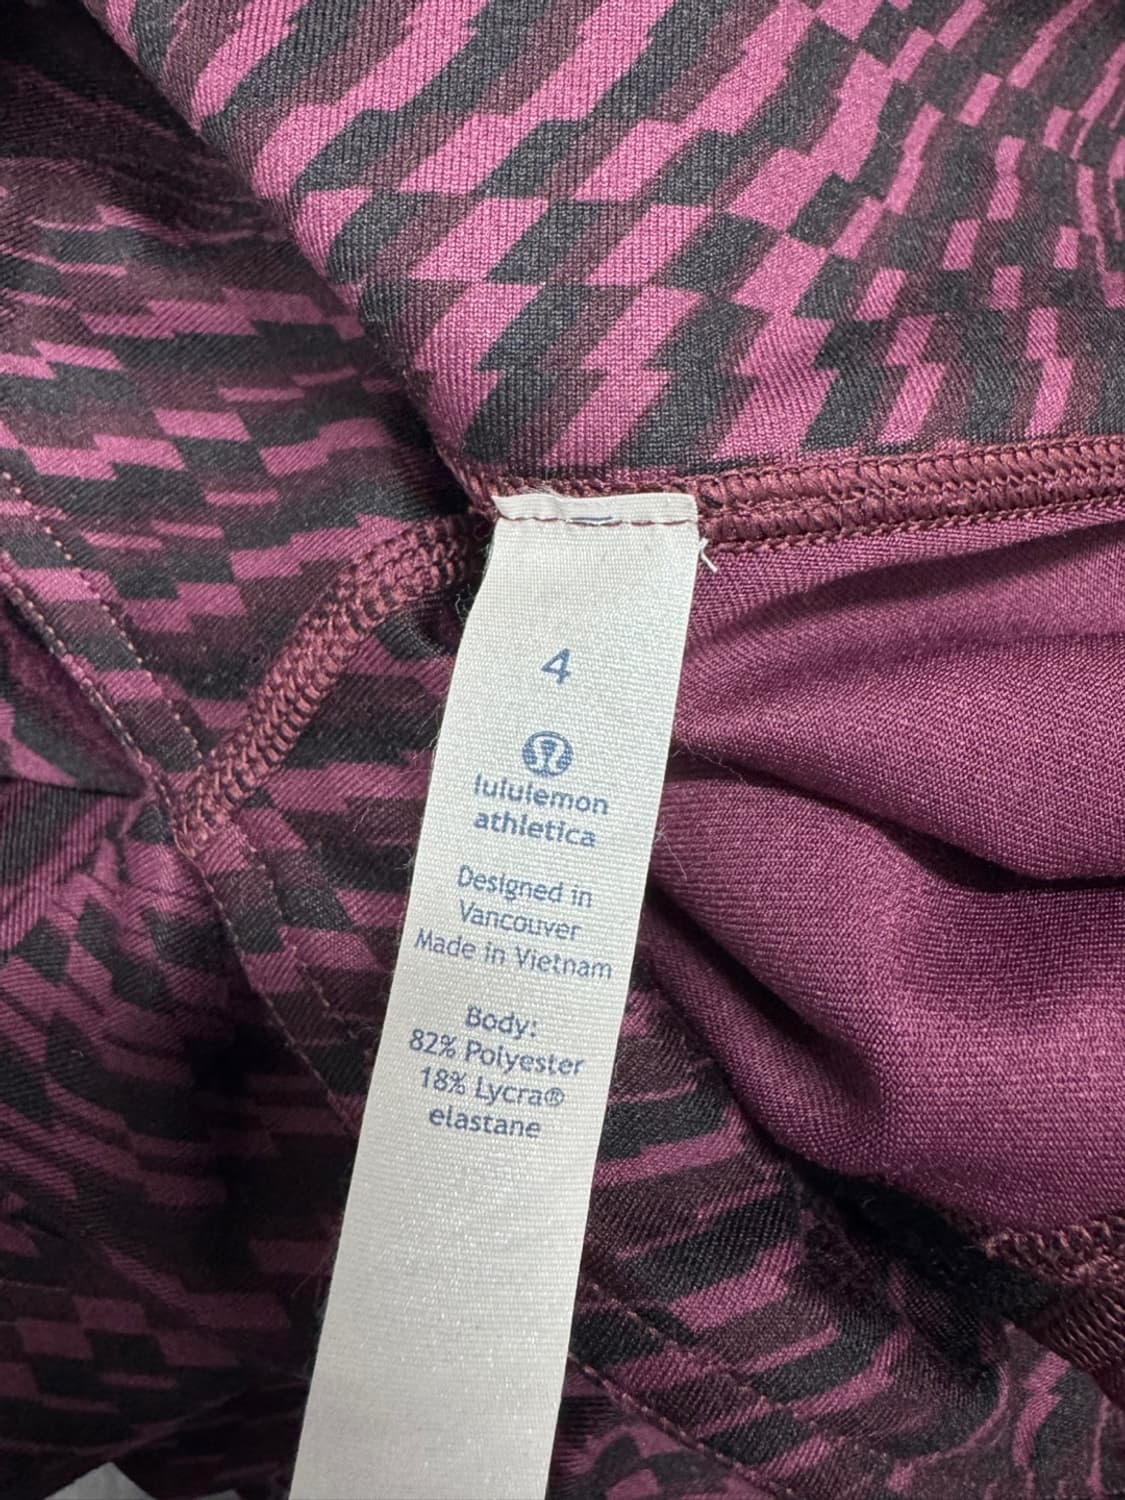 4
lululemon
athletica
Designed in
Vancouver
Made in Vietnam
Body:
82% Polyester
18% Lycra®
elastane